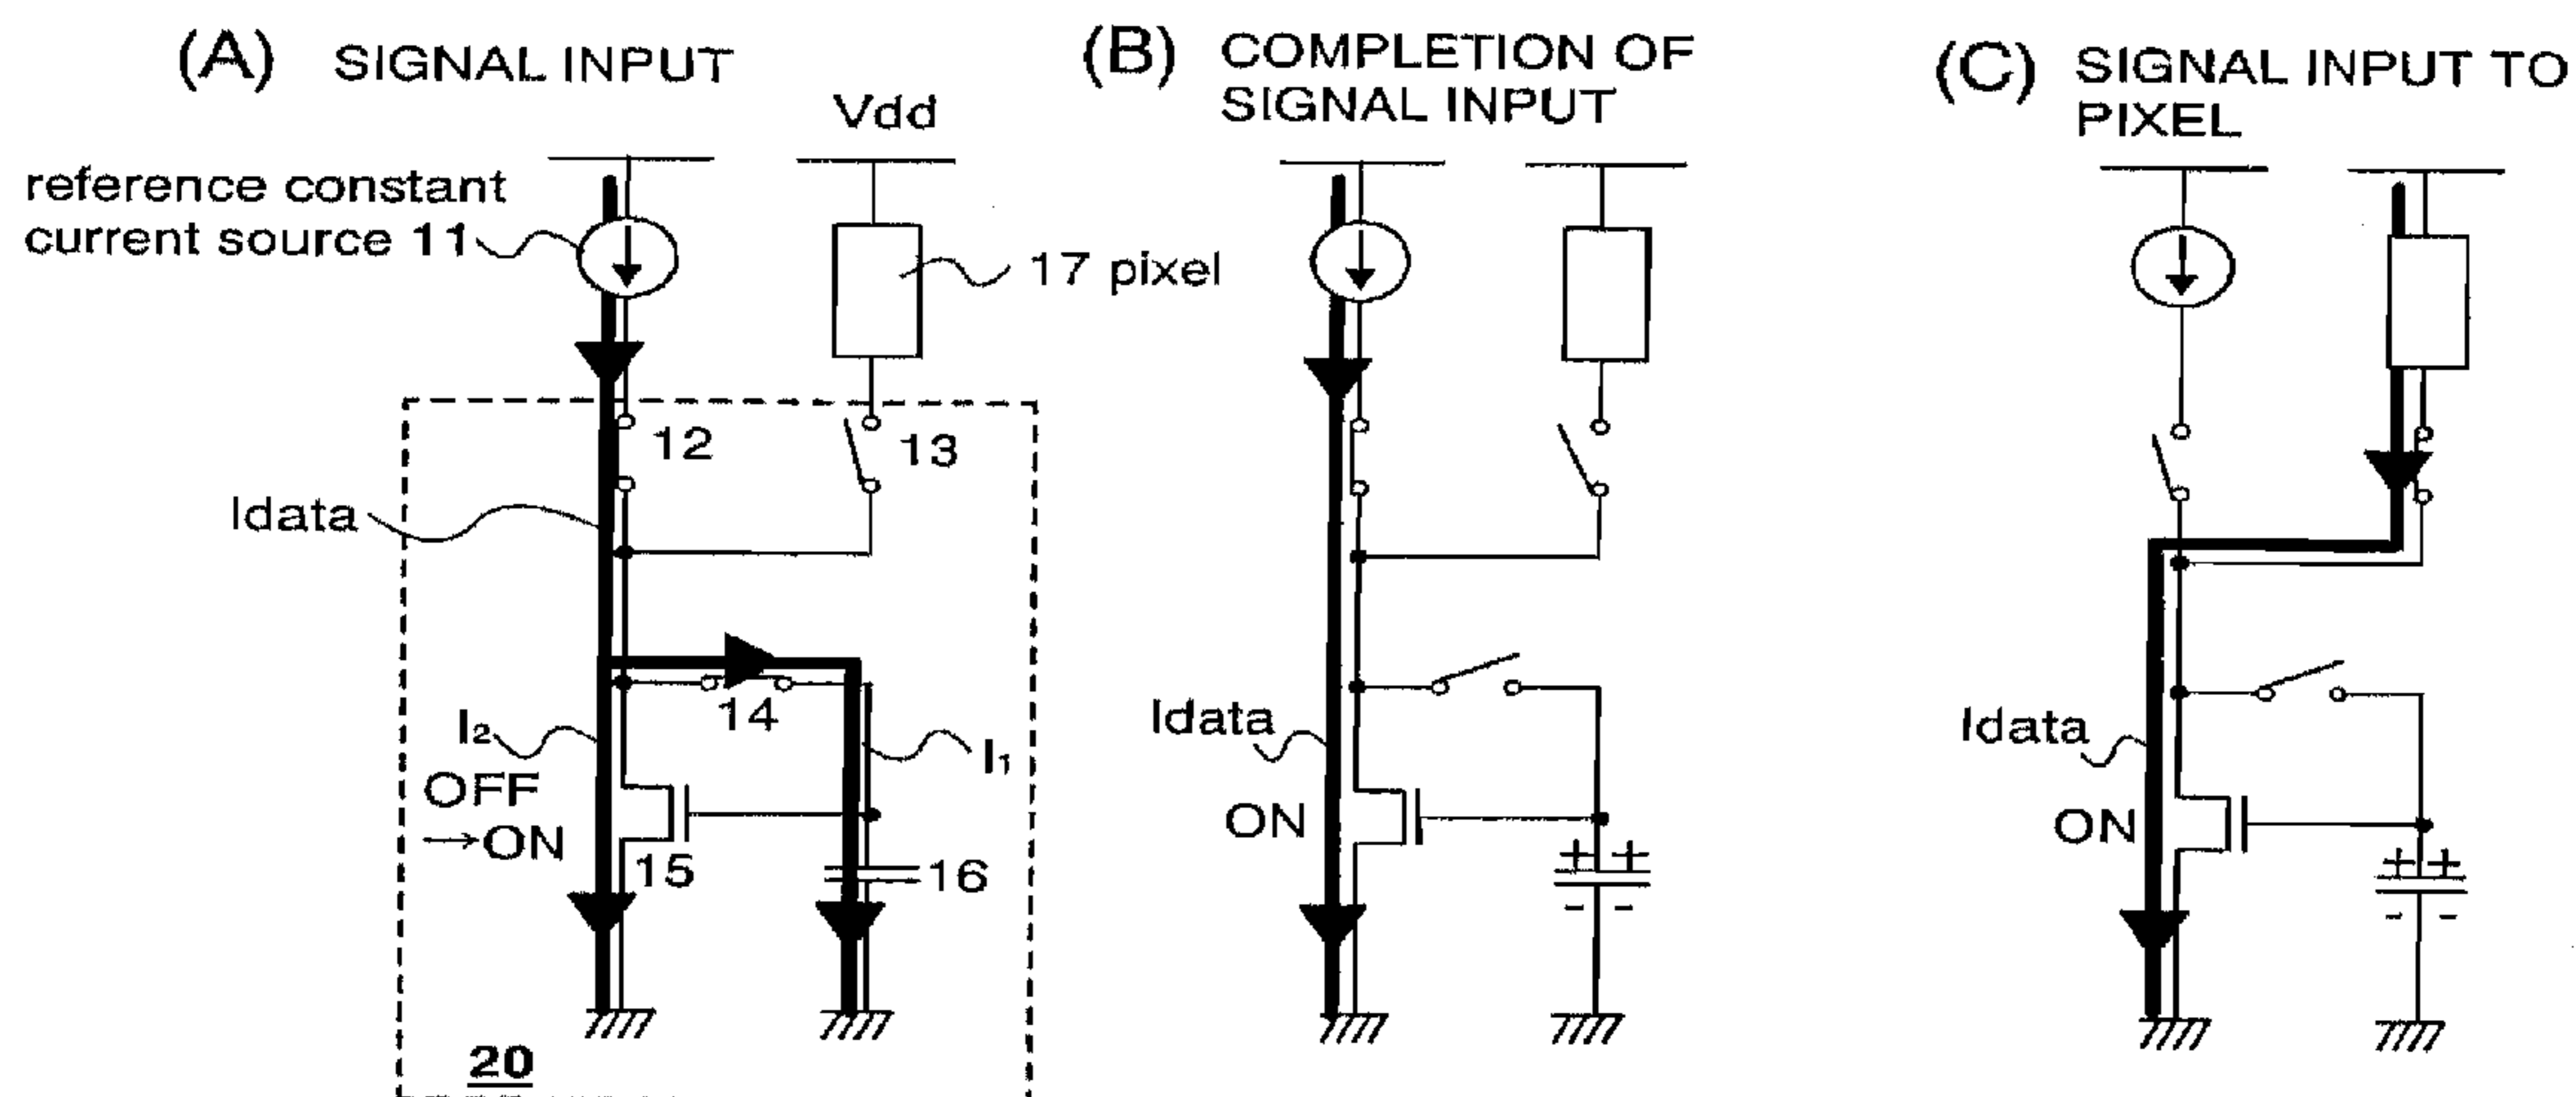 (A) SIGNAL INPUT
Vdd
reference constant
current source 11
17 pixel
12
13
Idata
14
I2
I1
OFF
→ON
15
16
20
(B) COMPLETION OF
SIGNAL INPUT
Idata
ON
+ +
- -
(C) SIGNAL INPUT TO
PIXEL
Idata
ON
+ +
- -